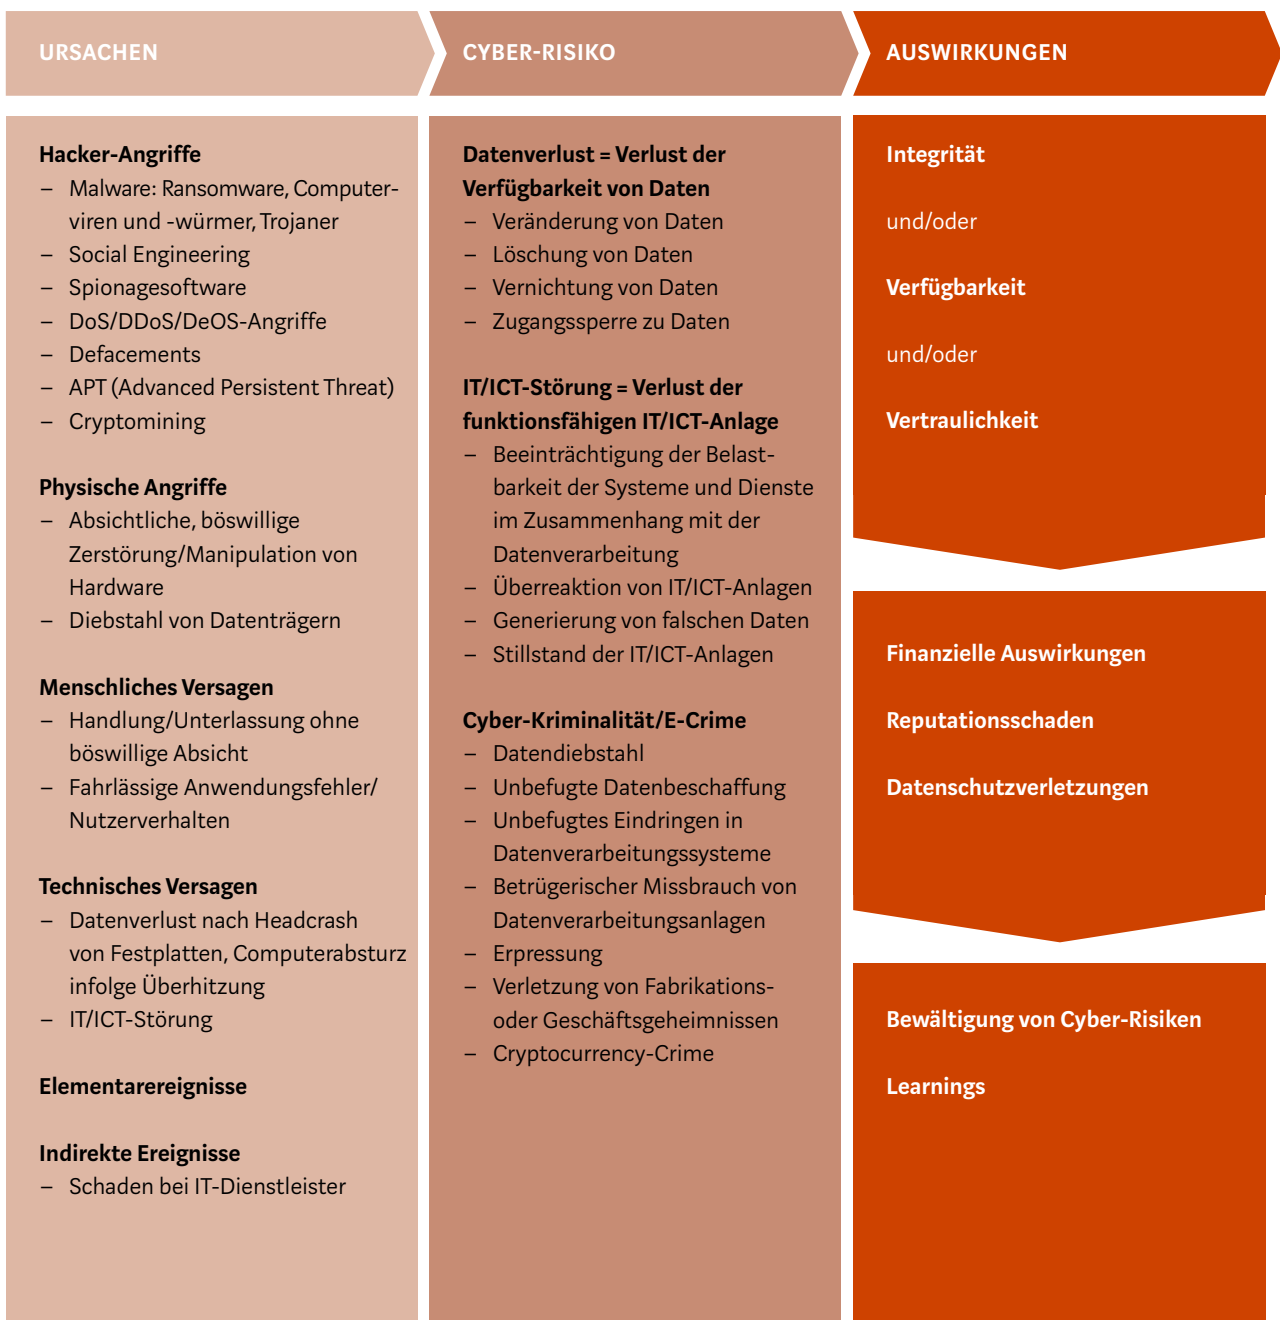 URSACHEN
Hacker-Angriffe
– Malware: Ransomware, Computer-
viren und -würmer, Trojaner
– Social Engineering
– Spionagesoftware
– DoS/DDoS/DeOS-Angriffe
– Defacements
– APT (Advanced Persistent Threat)
– Cryptomining
Physische Angriffe
– Absichtliche, böswillige
Zerstörung/Manipulation von
Hardware
– Diebstahl von Datenträgern
Menschliches Versagen
– Handlung/Unterlassung ohne
böswillige Absicht
– Fahrlässige Anwendungsfehler/
Nutzerverhalten
Technisches Versagen
– Datenverlust nach Headcrash
von Festplatten, Computerabsturz
infolge Überhitzung
– IT/ICT-Störung
Elementarereignisse
Indirekte Ereignisse
– Schaden bei IT-Dienstleister
CYBER-RISIKO
Datenverlust = Verlust der
Verfügbarkeit von Daten
– Veränderung von Daten
– Löschung von Daten
– Vernichtung von Daten
– Zugangssperre zu Daten
IT/ICT-Störung = Verlust der
funktionsfähigen IT/ICT-Anlage
– Beeinträchtigung der Belast-
barkeit der Systeme und Dienste
im Zusammenhang mit der
Datenverarbeitung
– Überreaktion von IT/ICT-Anlagen
– Generierung von falschen Daten
– Stillstand der IT/ICT-Anlagen
Cyber-Kriminalität/E-Crime
– Datendiebstahl
– Unbefugte Datenbeschaffung
– Unbefugtes Eindringen in
Datenverarbeitungssysteme
– Betrügerischer Missbrauch von
Datenverarbeitungsanlagen
– Erpressung
– Verletzung von Fabrikations-
oder Geschäftsgeheimnissen
– Cryptocurrency-Crime
AUSWIRKUNGEN
Integrität
und/oder
Verfügbarkeit
und/oder
Vertraulichkeit
Finanzielle Auswirkungen
Reputationsschaden
Datenschutzverletzungen
Bewältigung von Cyber-Risiken
Learnings